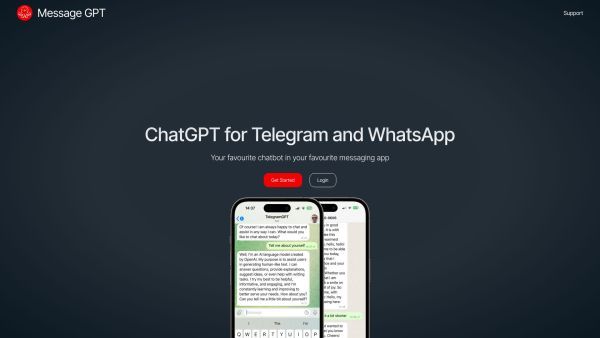 Message GPT
Support
ChatGPT for Telegram and WhatsApp
Your favourite chatbot in your favourite messaging app
Get Started
Login
14:07
TelegramGPT
Of course! I am always happy to chat and
assist in any way I can. What would you
like to chat about today?
Tell me about yourself
Well, I'm an AI language model created
by OpenAI. My purpose is to assist users
in generating human-like text. I can
answer questions, provide explanations,
suggest ideas, or even help with writing
tasks. I try my best to be helpful,
informative, and engaging, and I'm
constantly learning and improving to
better serve your needs. How about you?
Can you tell me a little bit about yourself?
Message
I The I'm
Q W E R T Y U I O P